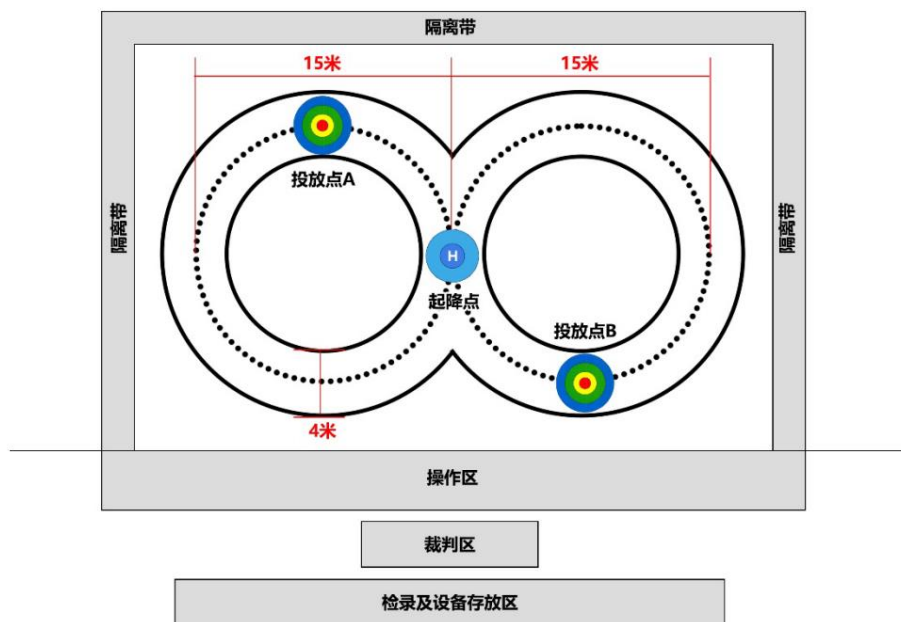 隔离带
15米
15米
投放点A
隔离带
隔离带
H
起降点
投放点B
4米
操作区
裁判区
检录及设备存放区